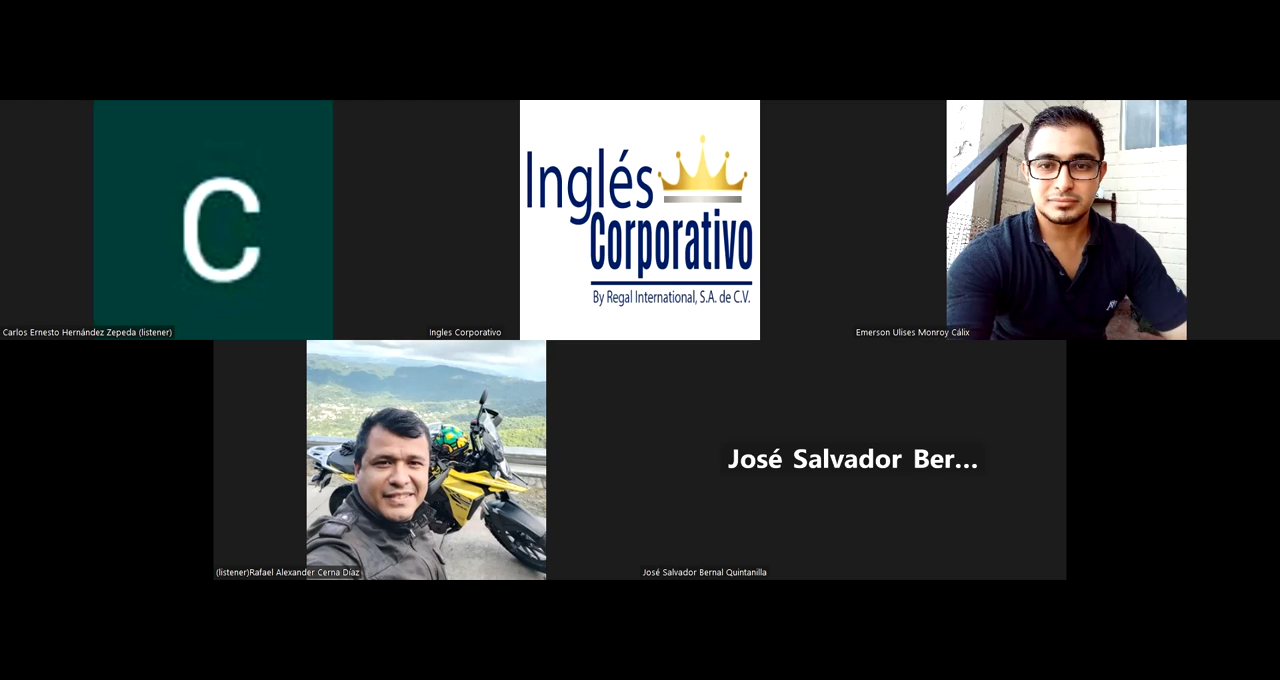 C
Carlos Ernesto Hernández Zepeda (listener)
Inglés
Corporativo
By Regal International, S.A. de C.V.
Ingles Corporativo
Emerson Ulises Monroy Cálix
(listener)Rafael Alexander Cerna Díaz
José Salvador Ber...
José Salvador Bernal Quintanilla